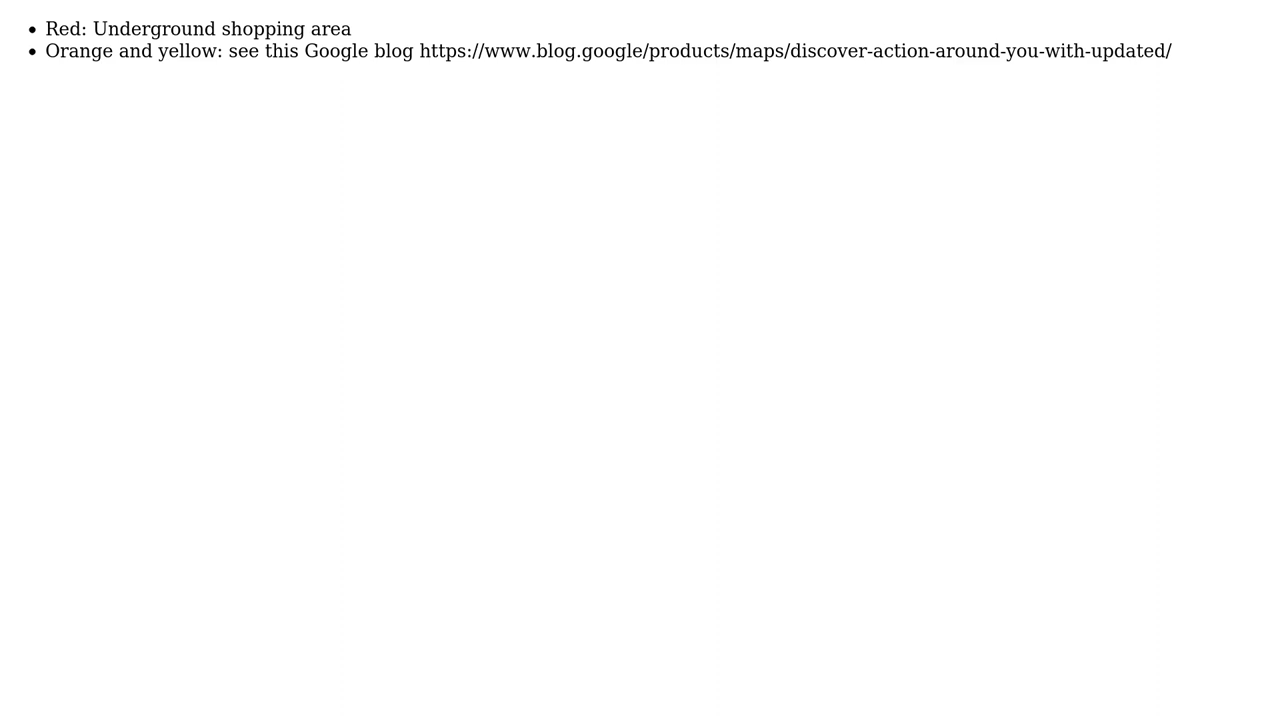 • Red: Underground shopping area
• Orange and yellow: see this Google blog https://www.blog.google/products/maps/discover-action-around-you-with-updated/